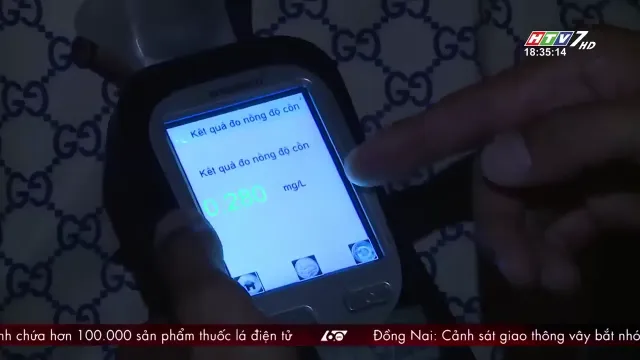 HTV7 HD
18:35:14
Kết quả đo nồng độ cồn
Kết quả đo nồng độ cồn
0.280 mg/L
nh chứa hơn 100.000 sản phẩm thuốc lá điện tử
60
Đồng Nai: Cảnh sát giao thông vây bắt nhó